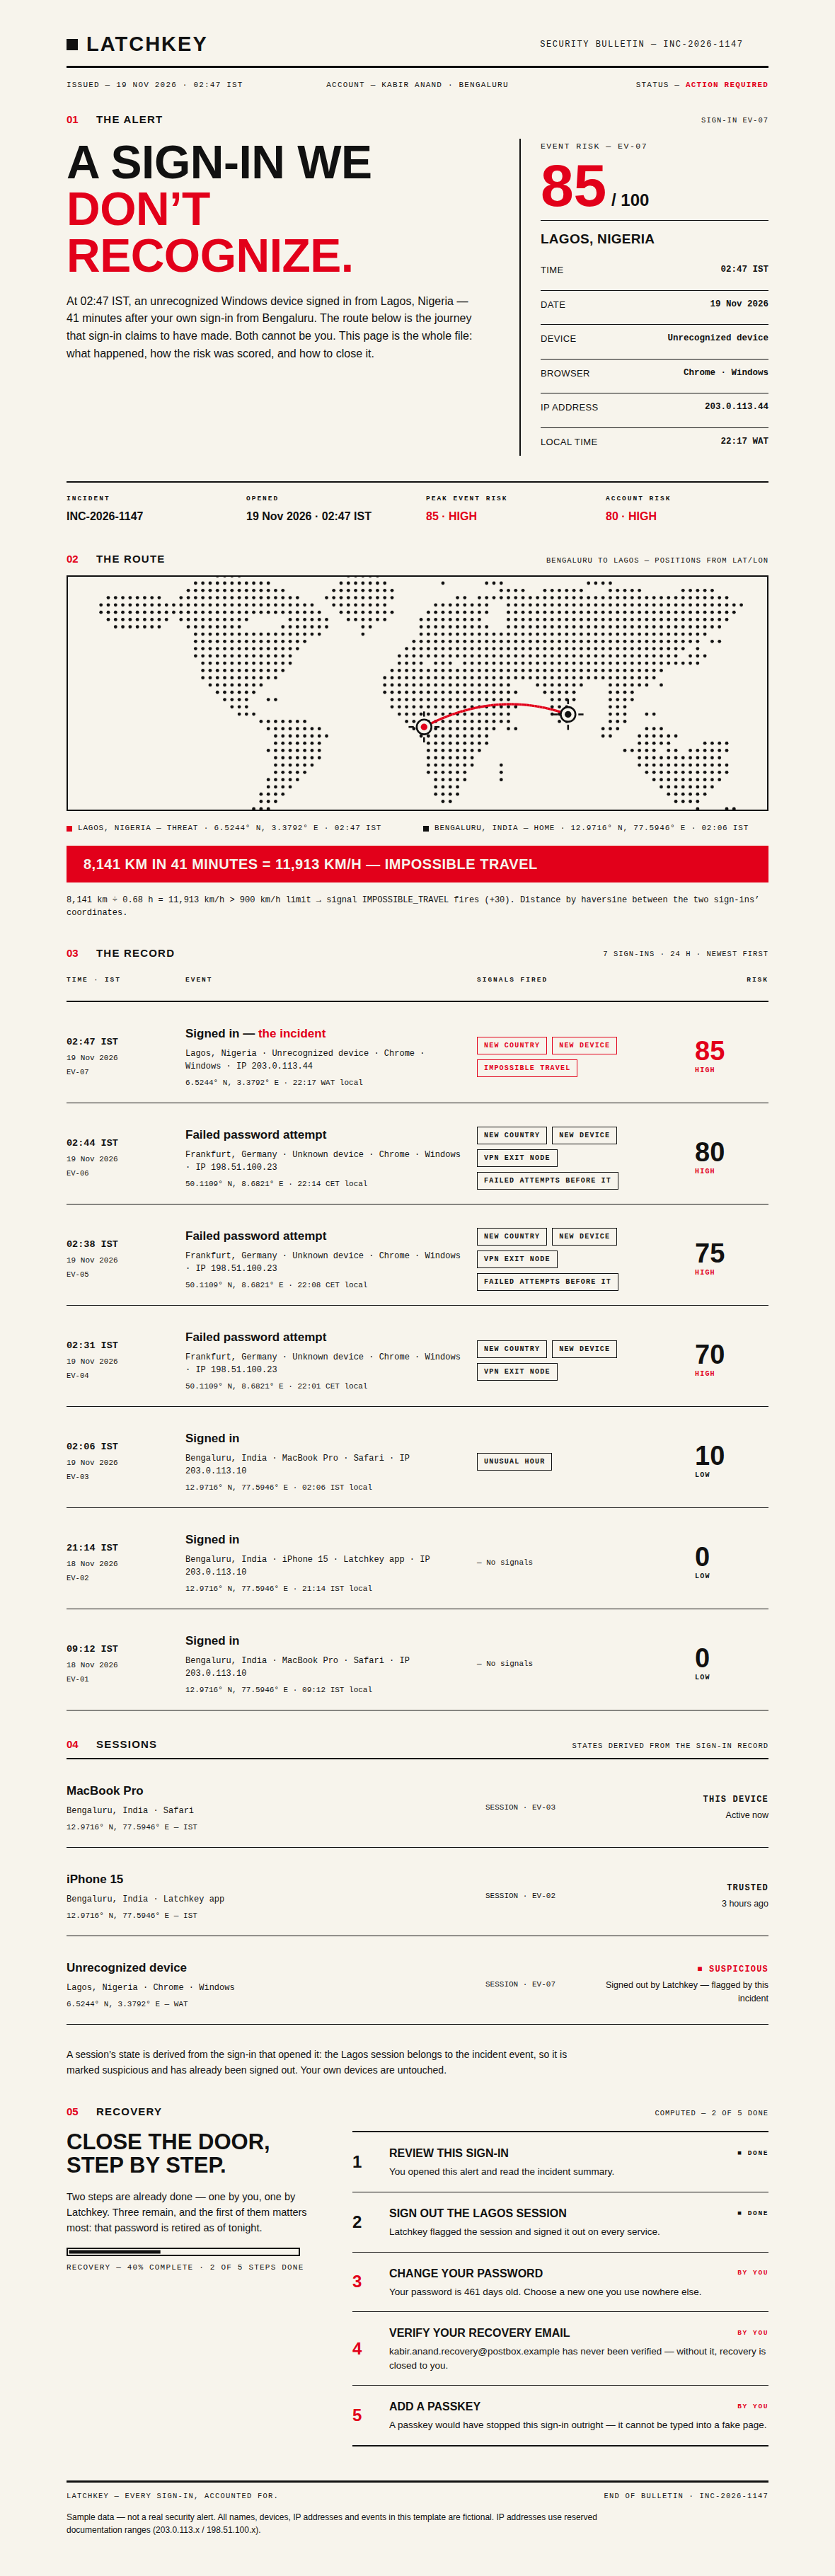 LATCHKEY
SECURITY BULLETIN — INC-2026-1147
ISSUED — 19 NOV 2026 · 02:47 IST
ACCOUNT — KABIR ANAND · BENGALURU
STATUS — ACTION REQUIRED
01 THE ALERT
SIGN-IN EV-07
A SIGN-IN WE
DON’T
RECOGNIZE.
At 02:47 IST, an unrecognized Windows device signed in from Lagos, Nigeria —
41 minutes after your own sign-in from Bengaluru. The route below is the journey
that sign-in claims to have made. Both cannot be you. This page is the whole file:
what happened, how the risk was scored, and how to close it.
EVENT RISK — EV-07
85 / 100
LAGOS, NIGERIA
TIME 02:47 IST
DATE 19 Nov 2026
DEVICE Unrecognized device
BROWSER Chrome · Windows
IP ADDRESS 203.0.113.44
LOCAL TIME 22:17 WAT
INCIDENT
INC-2026-1147
OPENED
19 Nov 2026 · 02:47 IST
PEAK EVENT RISK
85 · HIGH
ACCOUNT RISK
80 · HIGH
02 THE ROUTE
BENGALURU TO LAGOS — POSITIONS FROM LAT/LON
LAGOS, NIGERIA — THREAT · 6.5244° N, 3.3792° E · 02:47 IST
BENGALURU, INDIA — HOME · 12.9716° N, 77.5946° E · 02:06 IST
8,141 KM IN 41 MINUTES = 11,913 KM/H — IMPOSSIBLE TRAVEL
8,141 km ÷ 0.68 h = 11,913 km/h > 900 km/h limit → signal IMPOSSIBLE_TRAVEL fires (+30). Distance by haversine between the two sign-ins’
coordinates.
03 THE RECORD
7 SIGN-INS · 24 H · NEWEST FIRST
TIME · IST EVENT SIGNALS FIRED RISK
02:47 IST
19 Nov 2026
EV-07
Signed in — the incident
Lagos, Nigeria · Unrecognized device · Chrome ·
Windows · IP 203.0.113.44
6.5244° N, 3.3792° E · 22:17 WAT local
NEW COUNTRY NEW DEVICE
IMPOSSIBLE TRAVEL
85
HIGH
02:44 IST
19 Nov 2026
EV-06
Failed password attempt
Frankfurt, Germany · Unknown device · Chrome · Windows
· IP 198.51.100.23
50.1109° N, 8.6821° E · 22:14 CET local
NEW COUNTRY NEW DEVICE
VPN EXIT NODE
FAILED ATTEMPTS BEFORE IT
80
HIGH
02:38 IST
19 Nov 2026
EV-05
Failed password attempt
Frankfurt, Germany · Unknown device · Chrome · Windows
· IP 198.51.100.23
50.1109° N, 8.6821° E · 22:08 CET local
NEW COUNTRY NEW DEVICE
VPN EXIT NODE
FAILED ATTEMPTS BEFORE IT
75
HIGH
02:31 IST
19 Nov 2026
EV-04
Failed password attempt
Frankfurt, Germany · Unknown device · Chrome · Windows
· IP 198.51.100.23
50.1109° N, 8.6821° E · 22:01 CET local
NEW COUNTRY NEW DEVICE
VPN EXIT NODE
70
HIGH
02:06 IST
19 Nov 2026
EV-03
Signed in
Bengaluru, India · MacBook Pro · Safari · IP
203.0.113.10
12.9716° N, 77.5946° E · 02:06 IST local
UNUSUAL HOUR
10
LOW
21:14 IST
18 Nov 2026
EV-02
Signed in
Bengaluru, India · iPhone 15 · Latchkey app · IP
203.0.113.10
12.9716° N, 77.5946° E · 21:14 IST local
— No signals
0
LOW
09:12 IST
18 Nov 2026
EV-01
Signed in
Bengaluru, India · MacBook Pro · Safari · IP
203.0.113.10
12.9716° N, 77.5946° E · 09:12 IST local
— No signals
0
LOW
04 SESSIONS
STATES DERIVED FROM THE SIGN-IN RECORD
MacBook Pro
Bengaluru, India · Safari
12.9716° N, 77.5946° E — IST
SESSION · EV-03
THIS DEVICE
Active now
iPhone 15
Bengaluru, India · Latchkey app
12.9716° N, 77.5946° E — IST
SESSION · EV-02
TRUSTED
3 hours ago
Unrecognized device
Lagos, Nigeria · Chrome · Windows
6.5244° N, 3.3792° E — WAT
SESSION · EV-07
■ SUSPICIOUS
Signed out by Latchkey — flagged by this
incident
A session’s state is derived from the sign-in that opened it: the Lagos session belongs to the incident event, so it is
marked suspicious and has already been signed out. Your own devices are untouched.
05 RECOVERY
COMPUTED — 2 OF 5 DONE
CLOSE THE DOOR,
STEP BY STEP.
Two steps are already done — one by you, one by
Latchkey. Three remain, and the first of them matters
most: that password is retired as of tonight.
RECOVERY — 40% COMPLETE · 2 OF 5 STEPS DONE
1 REVIEW THIS SIGN-IN ■ DONE
You opened this alert and read the incident summary.
2 SIGN OUT THE LAGOS SESSION ■ DONE
Latchkey flagged the session and signed it out on every service.
3 CHANGE YOUR PASSWORD BY YOU
Your password is 461 days old. Choose a new one you use nowhere else.
4 VERIFY YOUR RECOVERY EMAIL BY YOU
kabir.anand.recovery@postbox.example has never been verified — without it, recovery is
closed to you.
5 ADD A PASSKEY BY YOU
A passkey would have stopped this sign-in outright — it cannot be typed into a fake page.
LATCHKEY — EVERY SIGN-IN, ACCOUNTED FOR.
END OF BULLETIN · INC-2026-1147
Sample data — not a real security alert. All names, devices, IP addresses and events in this template are fictional. IP addresses use reserved
documentation ranges (203.0.113.x / 198.51.100.x).